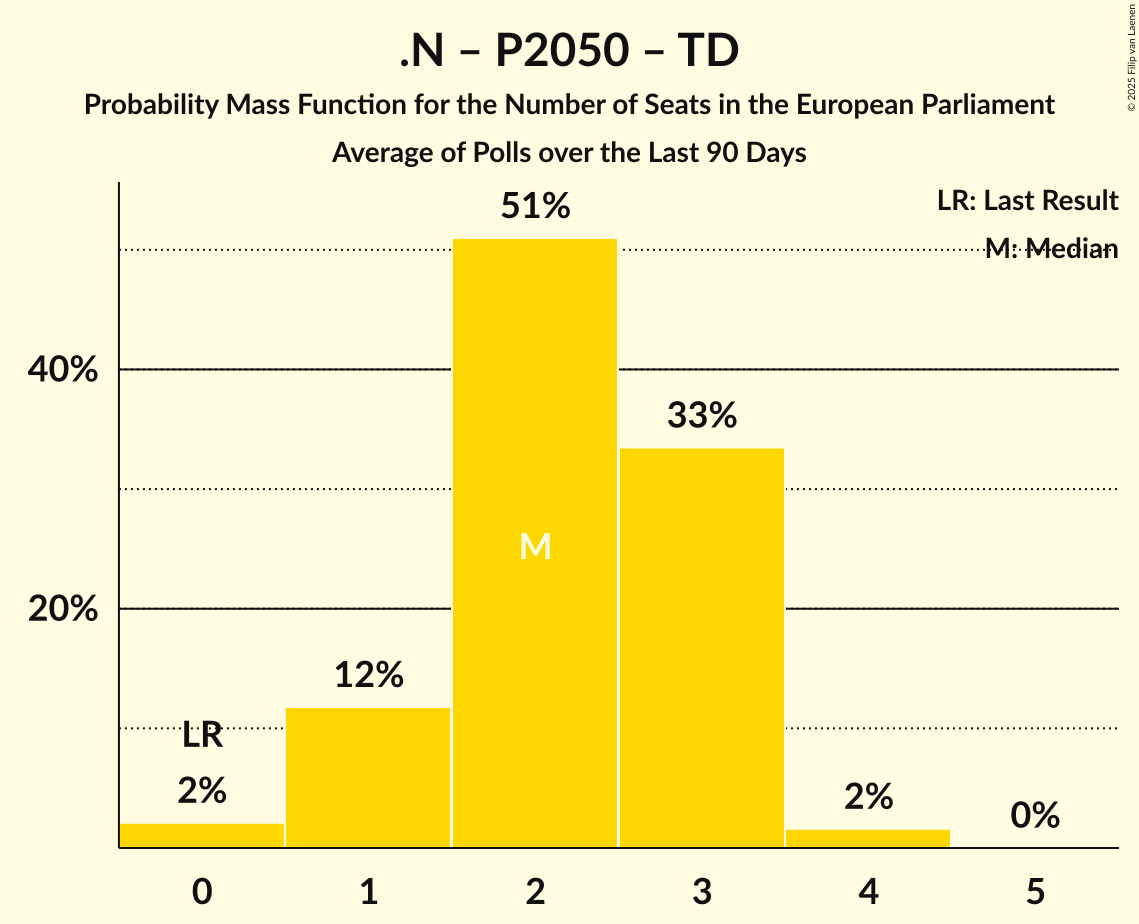 .N – P2050 – TD
Probability Mass Function for the Number of Seats in the European Parliament
Average of Polls over the Last 90 Days
© 2025 Filip van Laenen
LR: Last Result
M: Median
51%
40%
33%
M
20%
12%
LR
2%
2%
0%
0 1 2 3 4 5